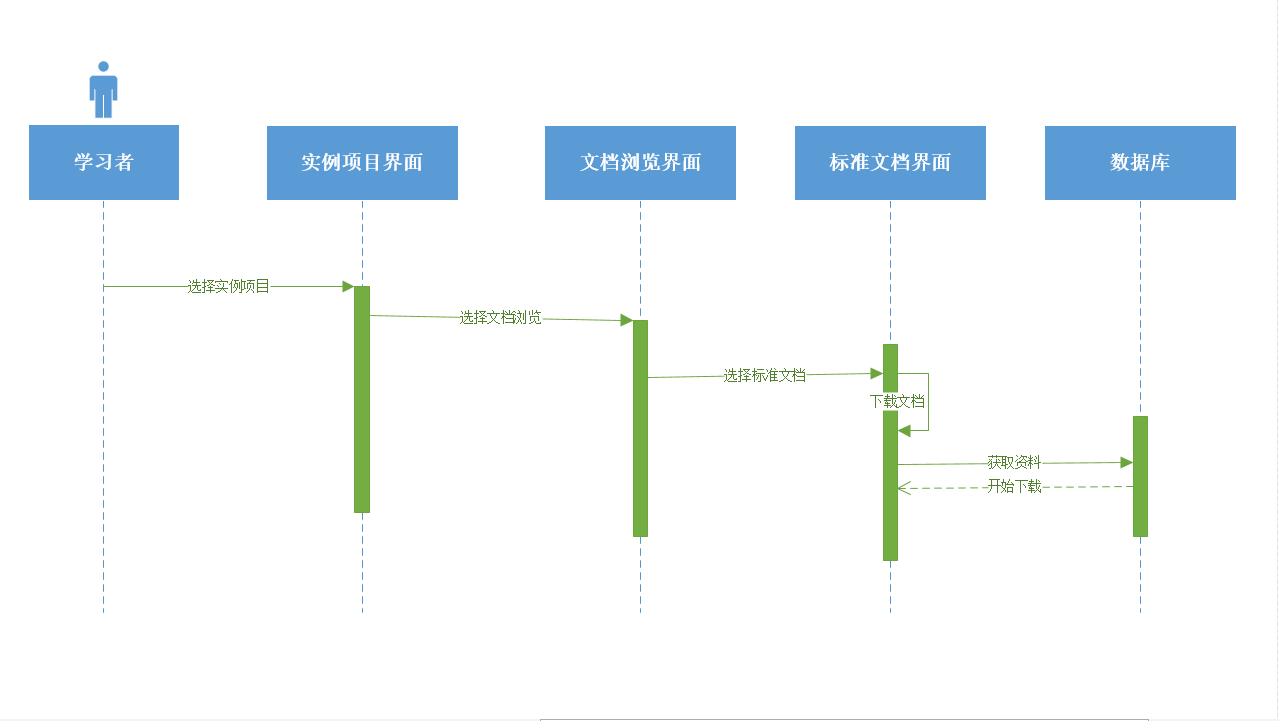 学习者
实例项目界面
文档浏览界面
标准文档界面
数据库
选择实例项目
选择文档浏览
选择标准文档
下载文档
获取资料
开始下载